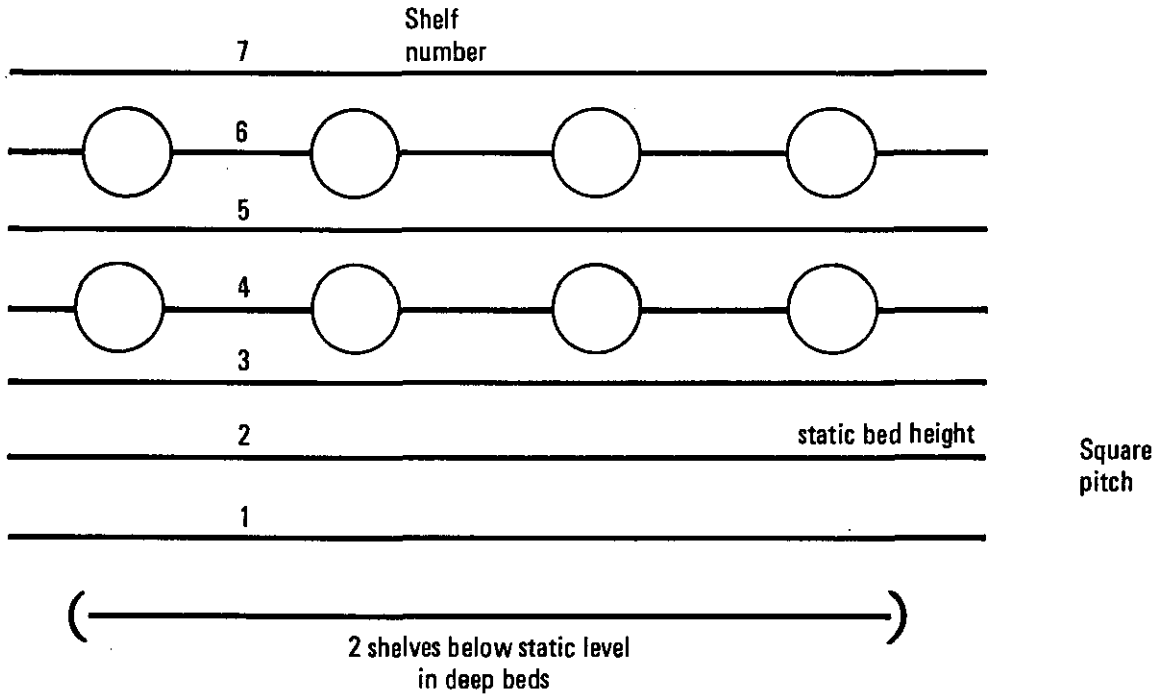 Shelf
number
7
6
5
4
3
2
static bed height
Square
pitch
1
2 shelves below static level
in deep beds